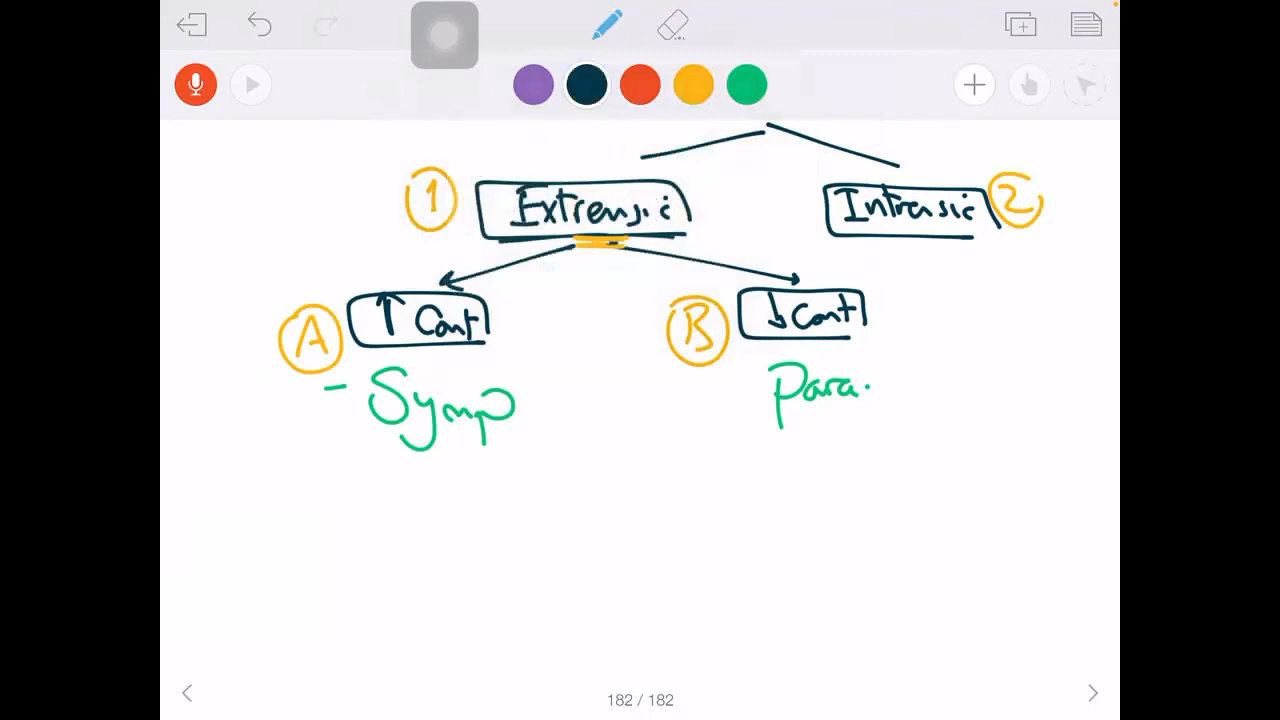 1 Extrensic Intrensic 2
A ↑ Cont B ↓ Cont
- Symp Para.
182 / 182